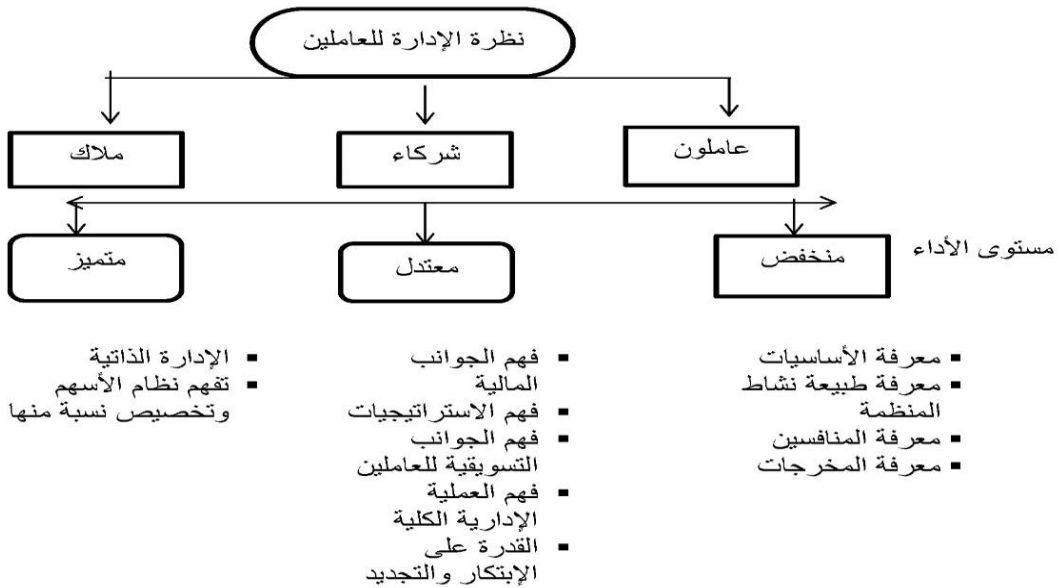 نظرة الإدارة للعاملين
عاملون
شركاء
ملاك
مستوى الأداء
منخفض
معتدل
متميز
▪ معرفة الأساسيات
▪ معرفة طبيعة نشاط
المنظمة
▪ معرفة المنافسين
▪ معرفة المخرجات
▪ فهم الجوانب
المالية
▪ فهم الاستراتيجيات
▪ فهم الجوانب
التسويقية للعاملين
▪ فهم العملية
الإدارية الكلية
▪ القدرة على
الإبتكار والتجديد
▪ الإدارة الذاتية
▪ تفهم نظام الأسهم
وتخصيص نسبة منها